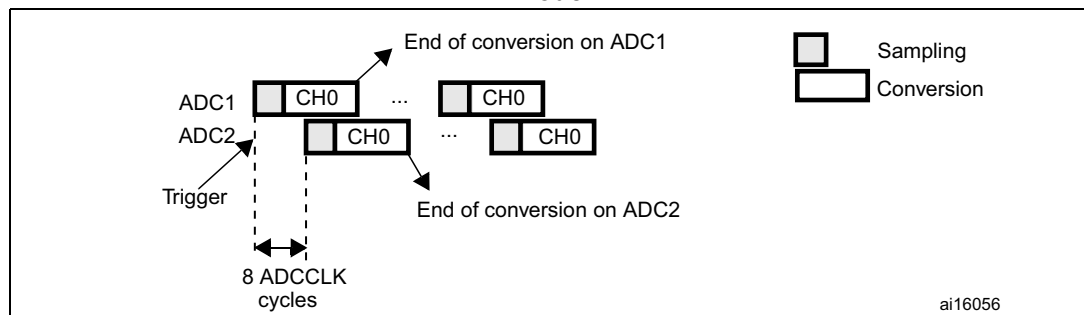 End of conversion on ADC1
Sampling
Conversion
ADC1
CH0
...
CH0
ADC2
CH0
...
CH0
Trigger
End of conversion on ADC2
8 ADCCLK
cycles
ai16056